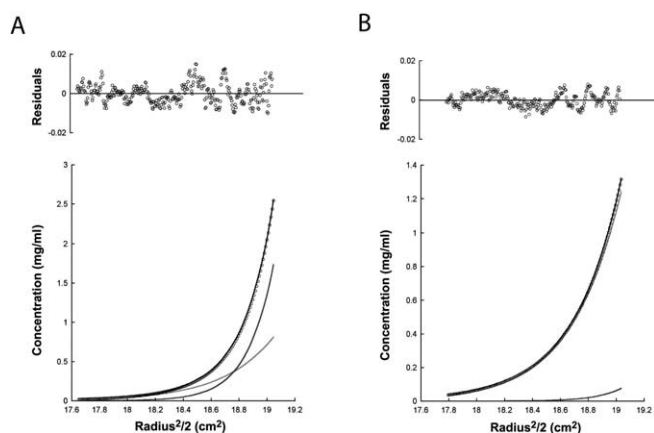 A
B
0.02
0
-0.02
Residuals
0.02
0
-0.02
Residuals
3
2.5
2
1.5
1
0.5
0
Concentration (mg/ml)
17.6 17.8 18 18.2 18.4 18.6 18.8 19 19.2
Radius²/2 (cm²)
1.4
1.2
1
0.8
0.6
0.4
0.2
0
Concentration (mg/ml)
17.6 17.8 18 18.2 18.4 18.6 18.8 19 19.2
Radius²/2 (cm²)